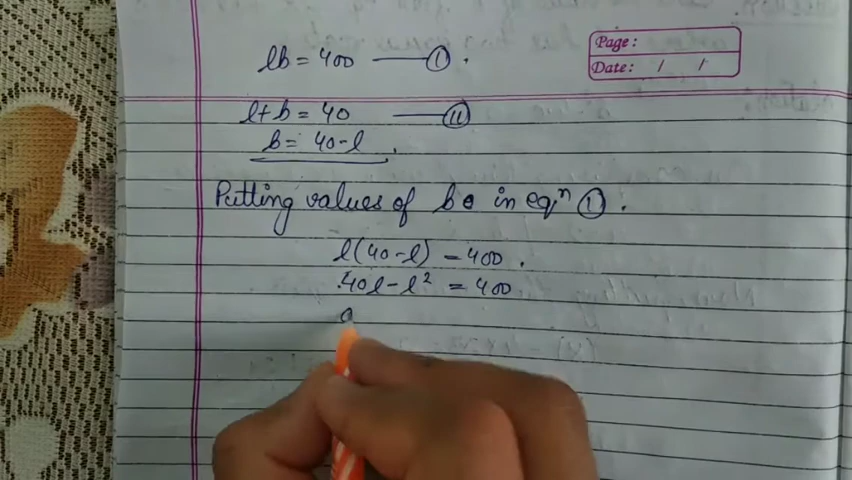 Page:
lb = 400 —— ①.
Date: / /
l+b = 40 —— ⑪
b = 40-l.
Putting values of b in eqⁿ ①.
l(40-l) = 400.
40l - l² = 400
0